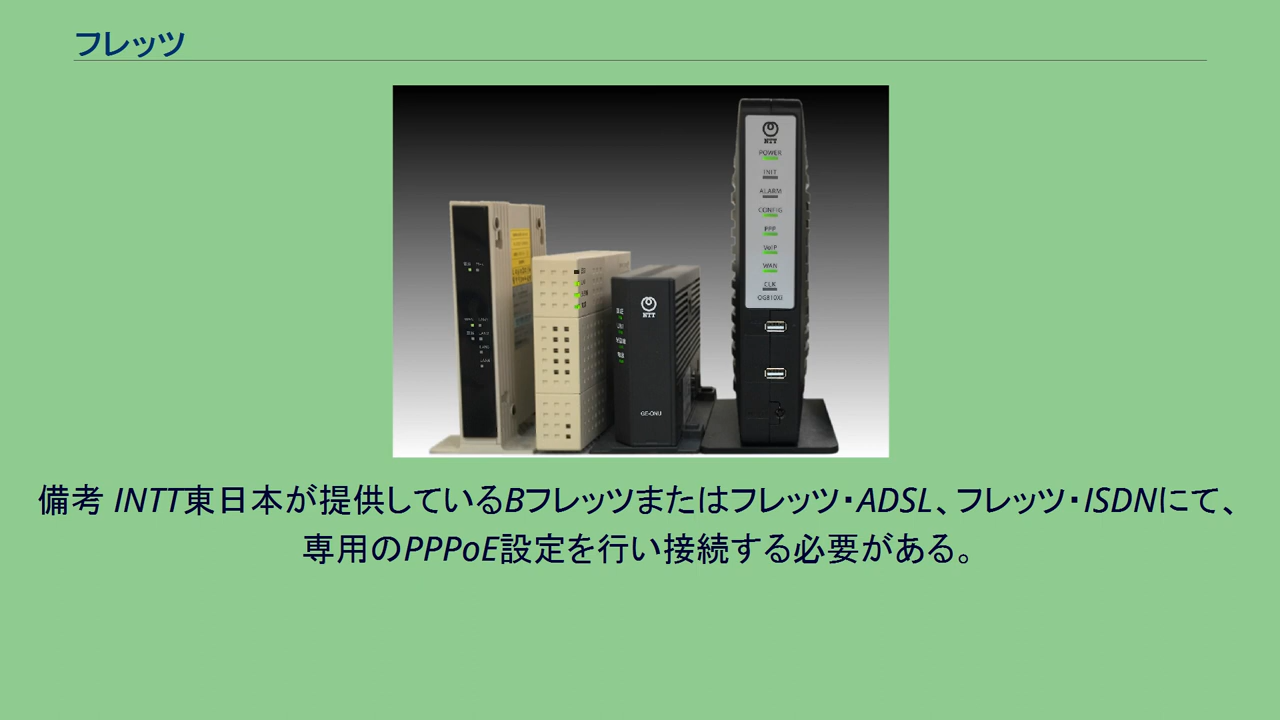 フレッツ
NTT
POWER
INIT
ALARM
CONFIG
PPP
VoIP
WAN
CLK
OG810Xi
NTT
GE-ONU
備考 INTT東日本が提供しているBフレッツまたはフレッツ・ADSL、フレッツ・ISDNにて、
専用のPPPoE設定を行い接続する必要がある。